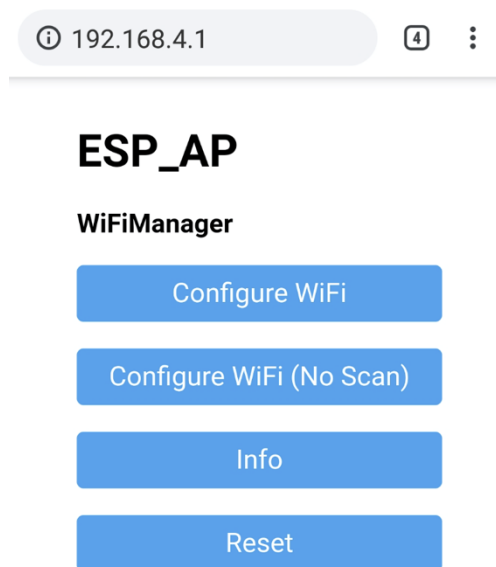 192.168.4.1
4
ESP_AP
WiFiManager
Configure WiFi
Configure WiFi (No Scan)
Info
Reset